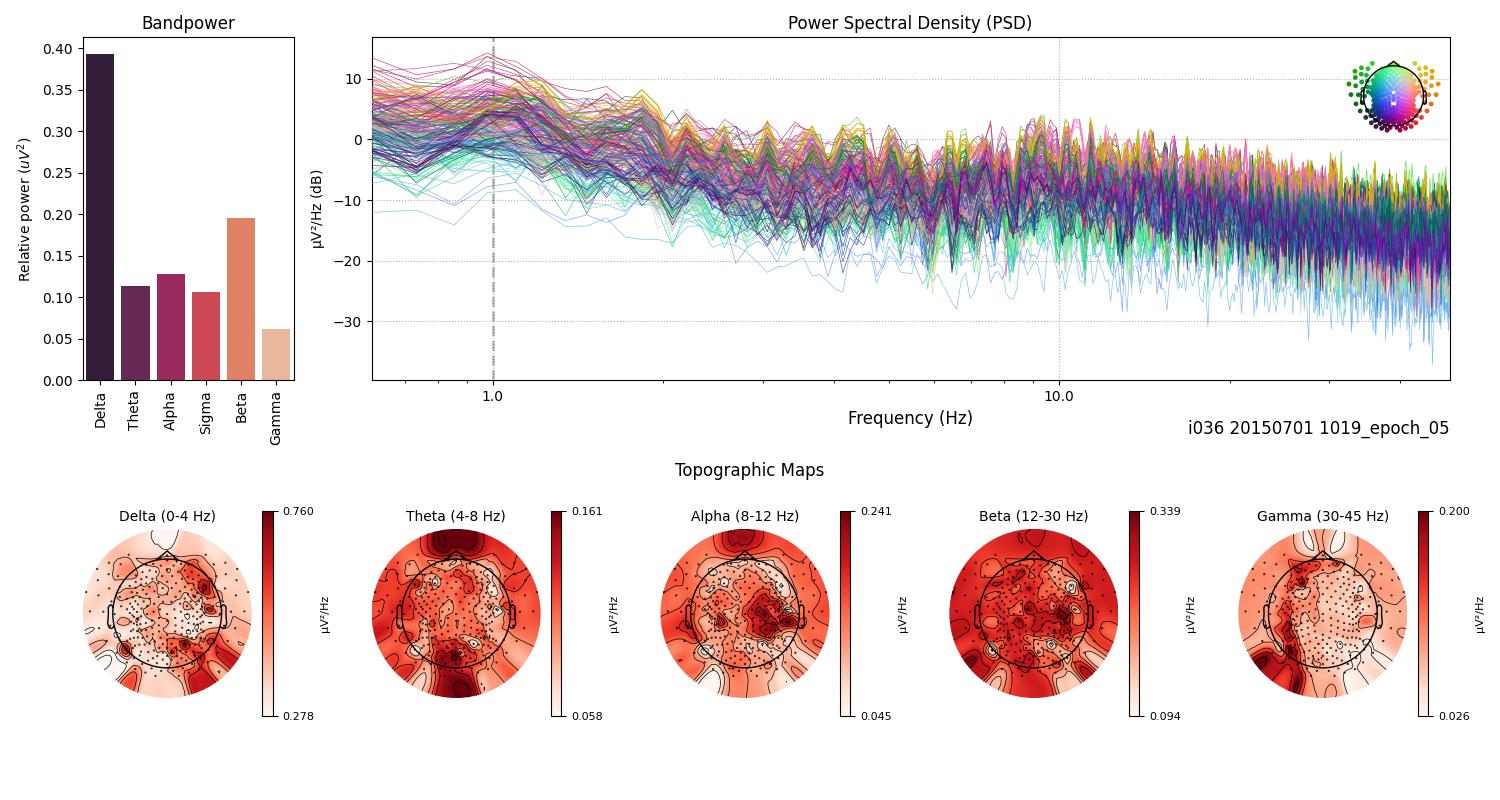 Bandpower
Power Spectral Density (PSD)
Relative power (uV²)
0.40
0.35
0.30
0.25
0.20
0.15
0.10
0.05
0.00
Delta
Theta
Alpha
Sigma
Beta
Gamma
µV²/Hz (dB)
10
0
−10
−20
−30
1.0
10.0
Frequency (Hz)
i036 20150701 1019_epoch_05
Topographic Maps
Delta (0-4 Hz)
0.760
0.278
µV²/Hz
Theta (4-8 Hz)
0.161
0.058
µV²/Hz
Alpha (8-12 Hz)
0.241
0.045
µV²/Hz
Beta (12-30 Hz)
0.339
0.094
µV²/Hz
Gamma (30-45 Hz)
0.200
0.026
µV²/Hz